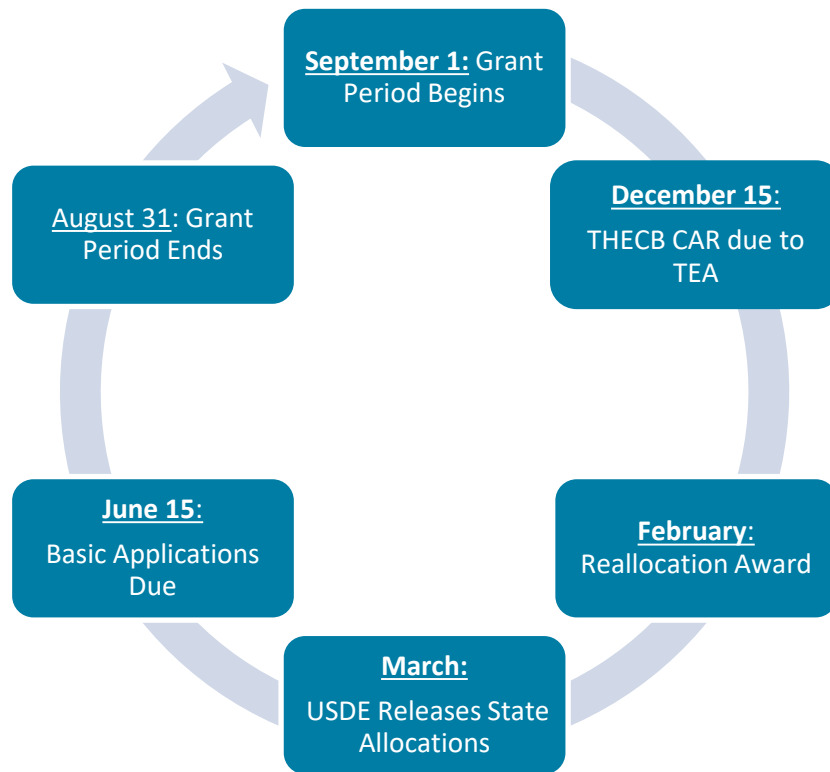 September 1: Grant
Period Begins
December 15:
THECB CAR due to
TEA
February:
Reallocation Award
March:
USDE Releases State
Allocations
June 15:
Basic Applications
Due
August 31: Grant
Period Ends